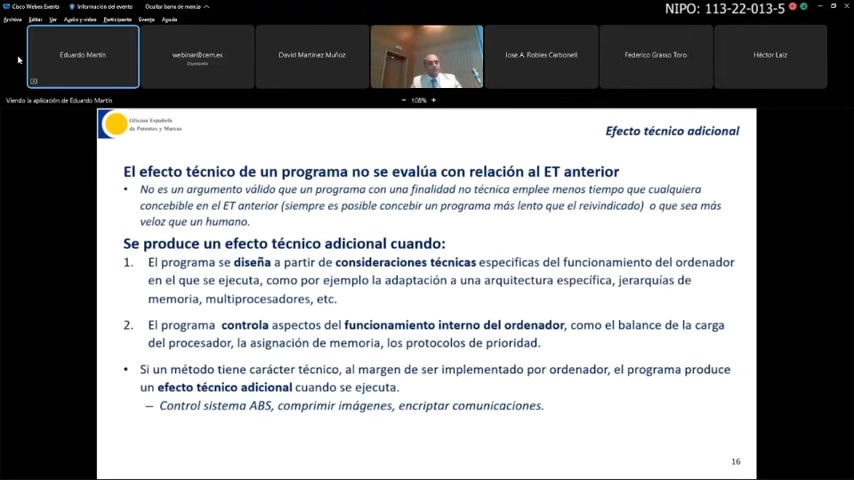 Cisco Webex Events
Información del evento
Ocultar barra de menús
NIPO: 113-22-013-5
Archivo Editar Ver Audio y vídeo Participante Evento Ayuda
Eduardo Martín
webinar@cem.es
Organizador
David Martínez Muñoz
Jose A. Robles Carbonell
Federico Grasso Toro
Héctor Laiz
Viendo la aplicación de Eduardo Martín
− 108% +
Oficina Española
de Patentes y Marcas
Efecto técnico adicional
El efecto técnico de un programa no se evalúa con relación al ET anterior
• No es un argumento válido que un programa con una finalidad no técnica emplee menos tiempo que cualquiera
concebible en el ET anterior (siempre es posible concebir un programa más lento que el reivindicado) o que sea más
veloz que un humano.
Se produce un efecto técnico adicional cuando:
1. El programa se diseña a partir de consideraciones técnicas especificas del funcionamiento del ordenador
en el que se ejecuta, como por ejemplo la adaptación a una arquitectura específica, jerarquías de
memoria, multiprocesadores, etc.
2. El programa controla aspectos del funcionamiento interno del ordenador, como el balance de la carga
del procesador, la asignación de memoria, los protocolos de prioridad.
• Si un método tiene carácter técnico, al margen de ser implementado por ordenador, el programa produce
un efecto técnico adicional cuando se ejecuta.
– Control sistema ABS, comprimir imágenes, encriptar comunicaciones.
16